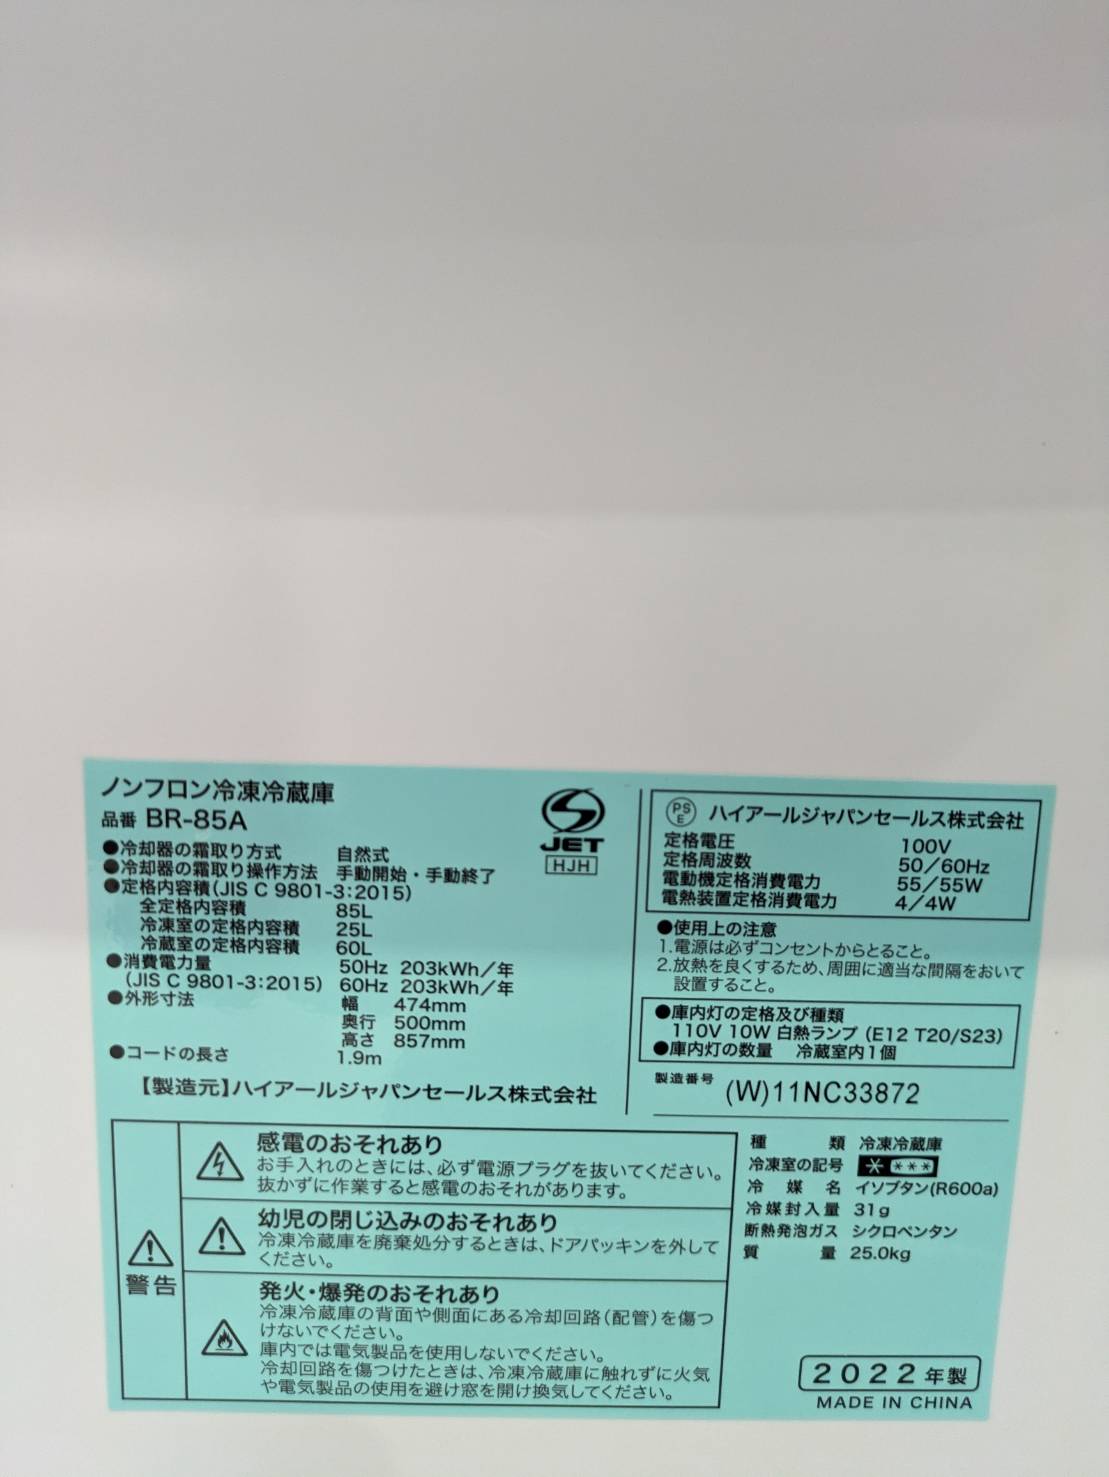 ノンフロン冷凍冷蔵庫
品番 BR-85A
●冷却器の霜取り方式 自然式
●冷却器の霜取り操作方法 手動開始・手動終了
●定格内容積(JIS C 9801-3:2015)
全定格内容積 85L
冷凍室の定格内容積 25L
冷蔵室の定格内容積 60L
●消費電力量 50Hz 203kWh/年
(JIS C 9801-3:2015) 60Hz 203kWh/年
●外形寸法 幅 474mm
奥行 500mm
高さ 857mm
●コードの長さ 1.9m
【製造元】ハイアールジャパンセールス株式会社
JET
HJH
PSE ハイアールジャパンセールス株式会社
定格電圧 100V
定格周波数 50/60Hz
電動機定格消費電力 55/55W
電熱装置定格消費電力 4/4W
●使用上の注意
1.電源は必ずコンセントからとること。
2.放熱を良くするため、周囲に適当な間隔をおいて
設置すること。
●庫内灯の定格及び種類
110V 10W 白熱ランプ (E12 T20/S23)
●庫内灯の数量 冷蔵室内1個
製造番号 (W)11NC33872
警告
感電のおそれあり
お手入れのときには、必ず電源プラグを抜いてください。
抜かずに作業すると感電のおそれがあります。
幼児の閉じ込みのおそれあり
冷凍冷蔵庫を廃棄処分するときは、ドアパッキンを外して
ください。
発火・爆発のおそれあり
冷凍冷蔵庫の背面や側面にある冷却回路(配管)を傷つ
けないでください。
庫内では電気製品を使用しないでください。
冷却回路を傷つけたときは、冷凍冷蔵庫に触れずに火気
や電気製品の使用を避け窓を開け換気してください。
種類 冷凍冷蔵庫
冷凍室の記号 * ***
冷媒名 イソブタン(R600a)
冷媒封入量 31g
断熱発泡ガス シクロペンタン
質量 25.0kg
2022年製
MADE IN CHINA